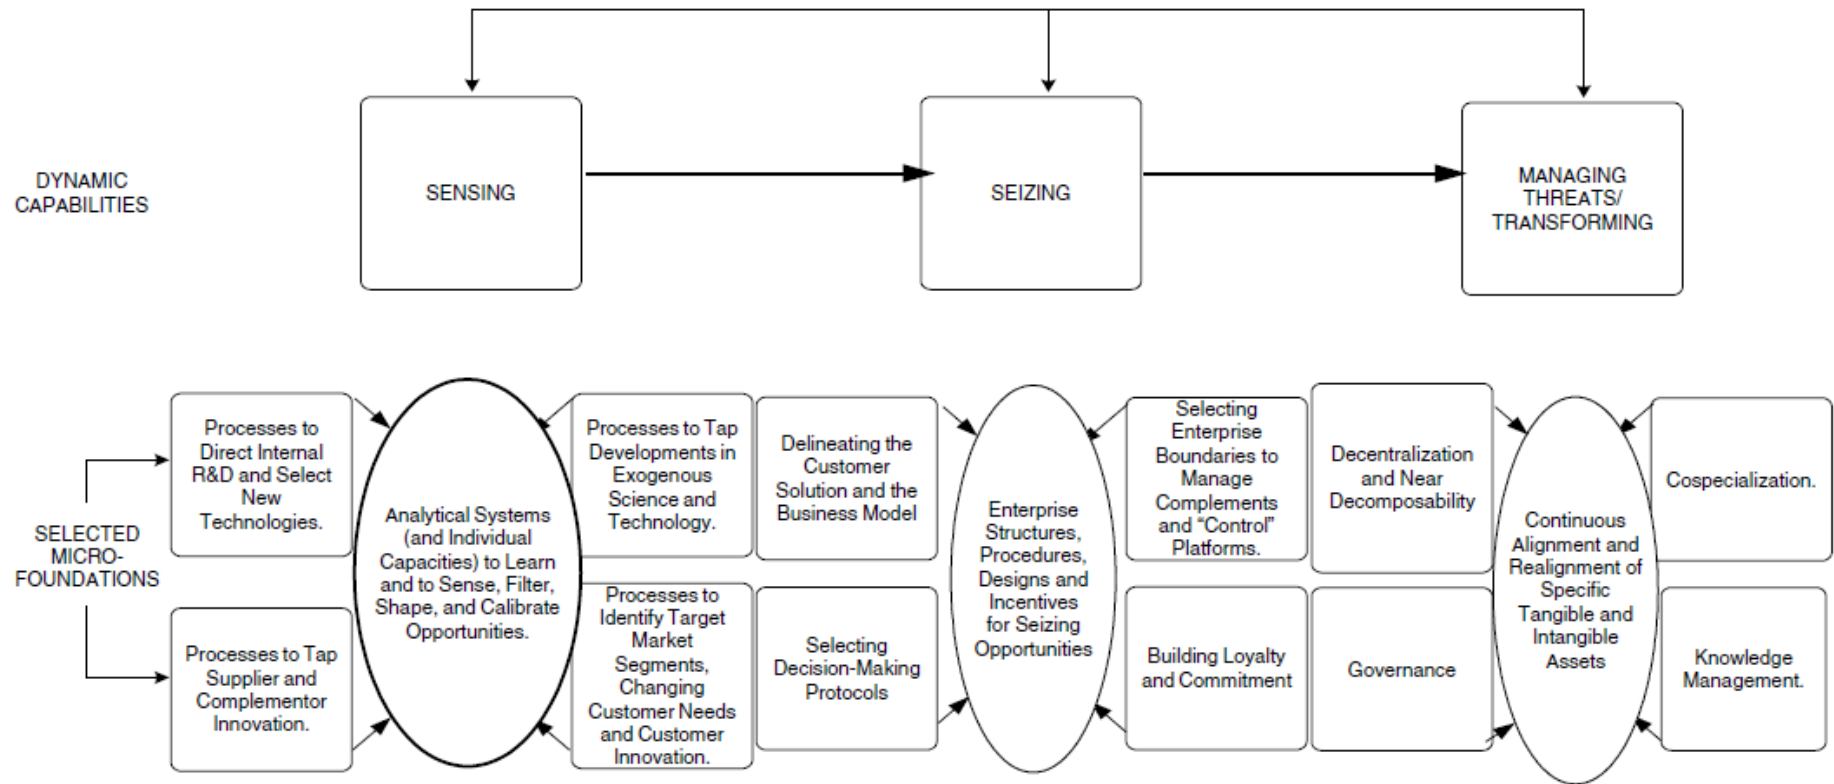 DYNAMIC
CAPABILITIES
SENSING
SEIZING
MANAGING
THREATS/
TRANSFORMING
SELECTED
MICRO-
FOUNDATIONS
Processes to
Direct Internal
R&D and Select
New
Technologies.
Processes to Tap
Supplier and
Complementor
Innovation.
Analytical Systems
(and Individual
Capacities) to Learn
and to Sense, Filter,
Shape, and Calibrate
Opportunities.
Processes to Tap
Developments in
Exogenous
Science and
Technology.
Processes to
Identify Target
Market
Segments,
Changing
Customer Needs
and Customer
Innovation.
Delineating the
Customer
Solution and the
Business Model
Selecting
Decision-Making
Protocols
Enterprise
Structures,
Procedures,
Designs and
Incentives
for Seizing
Opportunities
Selecting
Enterprise
Boundaries to
Manage
Complements
and “Control”
Platforms.
Building Loyalty
and Commitment
Decentralization
and Near
Decomposability
Governance
Continuous
Alignment and
Realignment of
Specific
Tangible and
Intangible
Assets
Cospecialization.
Knowledge
Management.